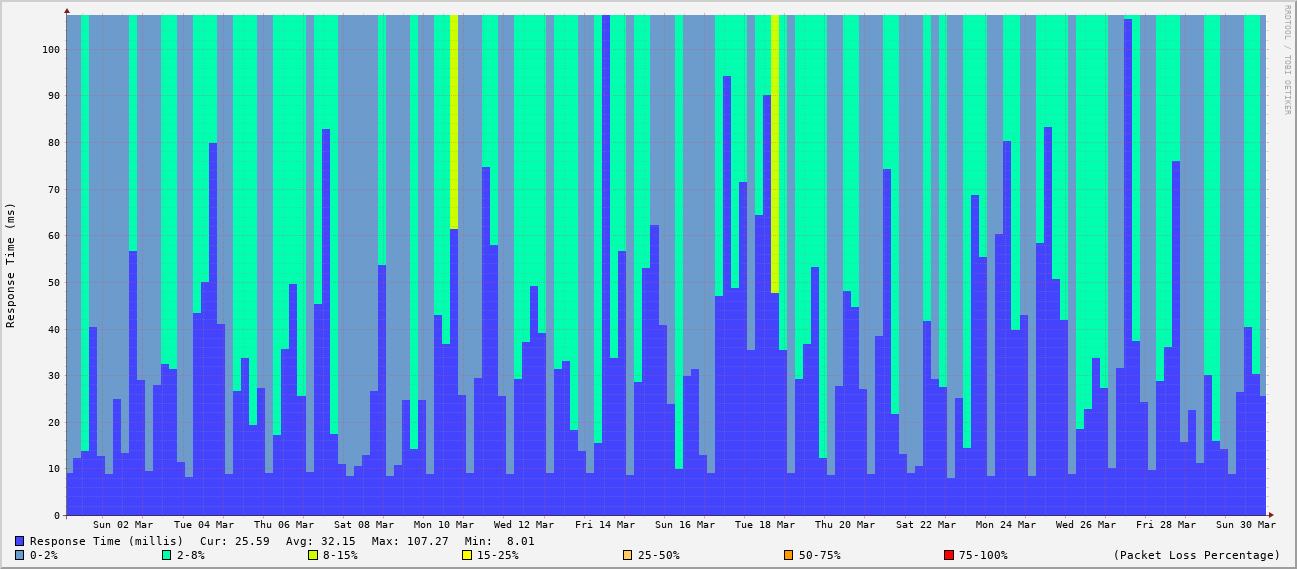 RRDTOOL / TOBI OETIKER
Response Time (ms)
100
90
80
70
60
50
40
30
20
10
0
Sun 02 Mar Tue 04 Mar Thu 06 Mar Sat 08 Mar Mon 10 Mar Wed 12 Mar Fri 14 Mar Sun 16 Mar Tue 18 Mar Thu 20 Mar Sat 22 Mar Mon 24 Mar Wed 26 Mar Fri 28 Mar Sun 30 Mar
Response Time (millis) Cur: 25.59 Avg: 32.15 Max: 107.27 Min: 8.01
0-2% 2-8% 8-15% 15-25% 25-50% 50-75% 75-100% (Packet Loss Percentage)